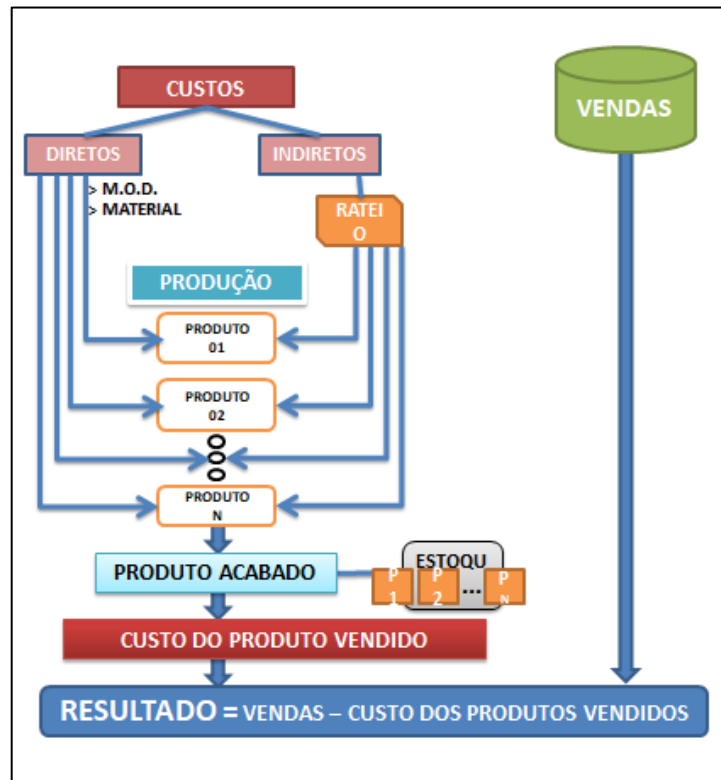 CUSTOS
VENDAS
DIRETOS
INDIRETOS
> M.O.D.
> MATERIAL
RATEI
O
PRODUÇÃO
PRODUTO
01
PRODUTO
02
PRODUTO
N
PRODUTO ACABADO
ESTOQU
P
1
P
2
...
P
N
CUSTO DO PRODUTO VENDIDO
RESULTADO = VENDAS – CUSTO DOS PRODUTOS VENDIDOS